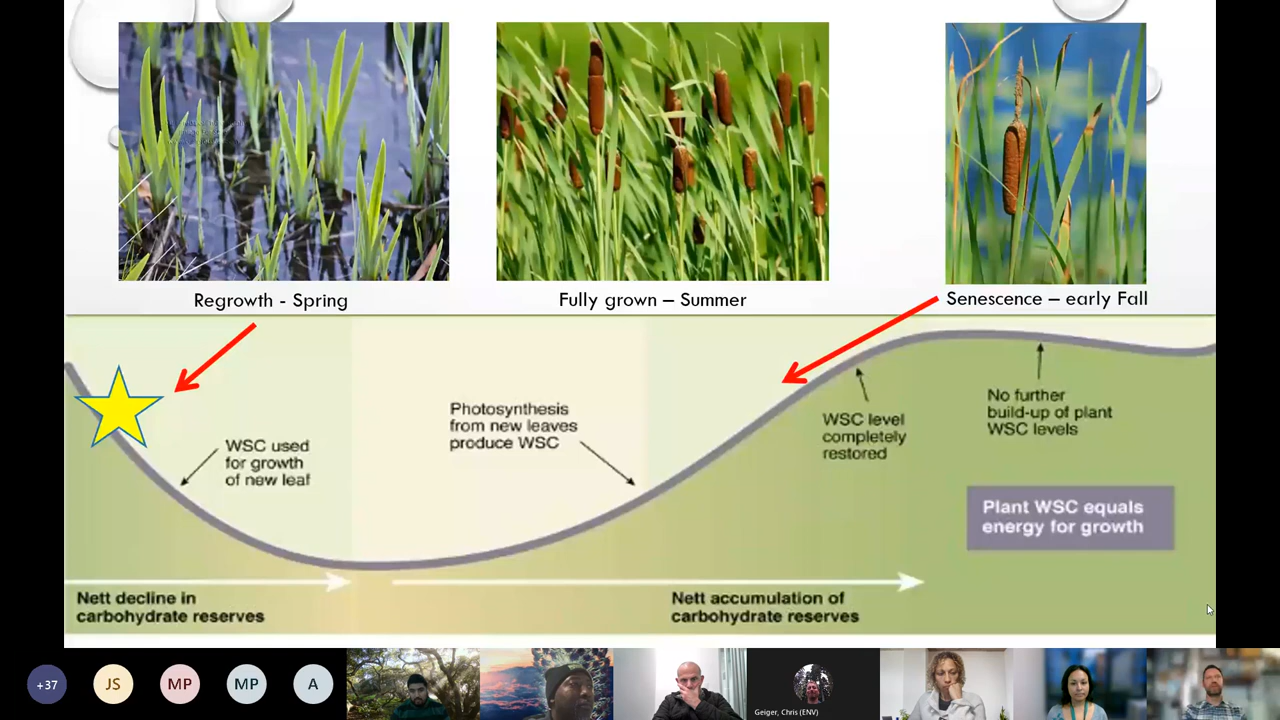 Regrowth - Spring
Fully grown – Summer
Senescence – early Fall
WSC used
for growth
of new leaf
Photosynthesis
from new leaves
produce WSC
WSC level
completely
restored
No further
build-up of plant
WSC levels
Plant WSC equals
energy for growth
Nett decline in
carbohydrate reserves
Nett accumulation of
carbohydrate reserves
+37
JS
MP
MP
A
Geiger, Chris (ENV)